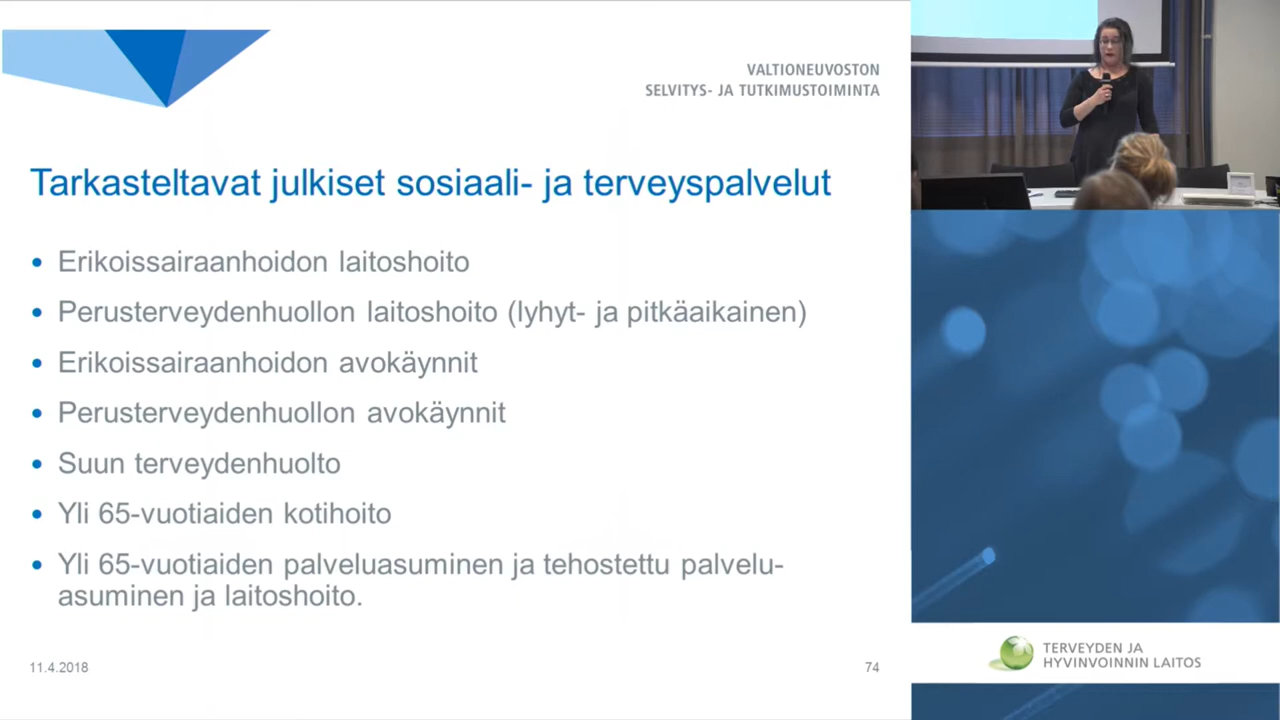 VALTIONEUVOSTON
SELVITYS- JA TUTKIMUSTOIMINTA
Tarkasteltavat julkiset sosiaali- ja terveyspalvelut
• Erikoissairaanhoidon laitoshoito
• Perusterveydenhuollon laitoshoito (lyhyt- ja pitkäaikainen)
• Erikoissairaanhoidon avokäynnit
• Perusterveydenhuollon avokäynnit
• Suun terveydenhuolto
• Yli 65-vuotiaiden kotihoito
• Yli 65-vuotiaiden palveluasuminen ja tehostettu palvelu-
asuminen ja laitoshoito.
11.4.2018
74
TERVEYDEN JA
HYVINVOINNIN LAITOS